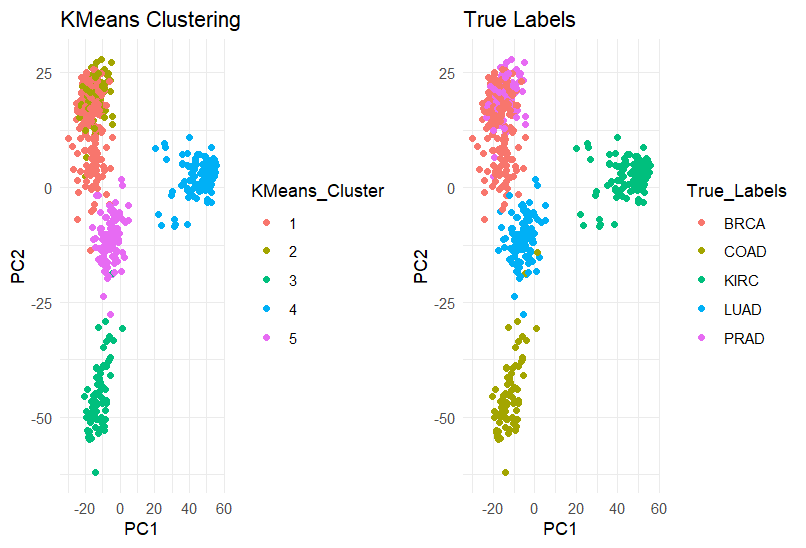 KMeans Clustering
True Labels
25
0
-25
-50
PC2
-20
0
20
40
60
PC1
KMeans_Cluster
1
2
3
4
5
25
0
-25
-50
PC2
-20
0
20
40
60
PC1
True_Labels
BRCA
COAD
KIRC
LUAD
PRAD